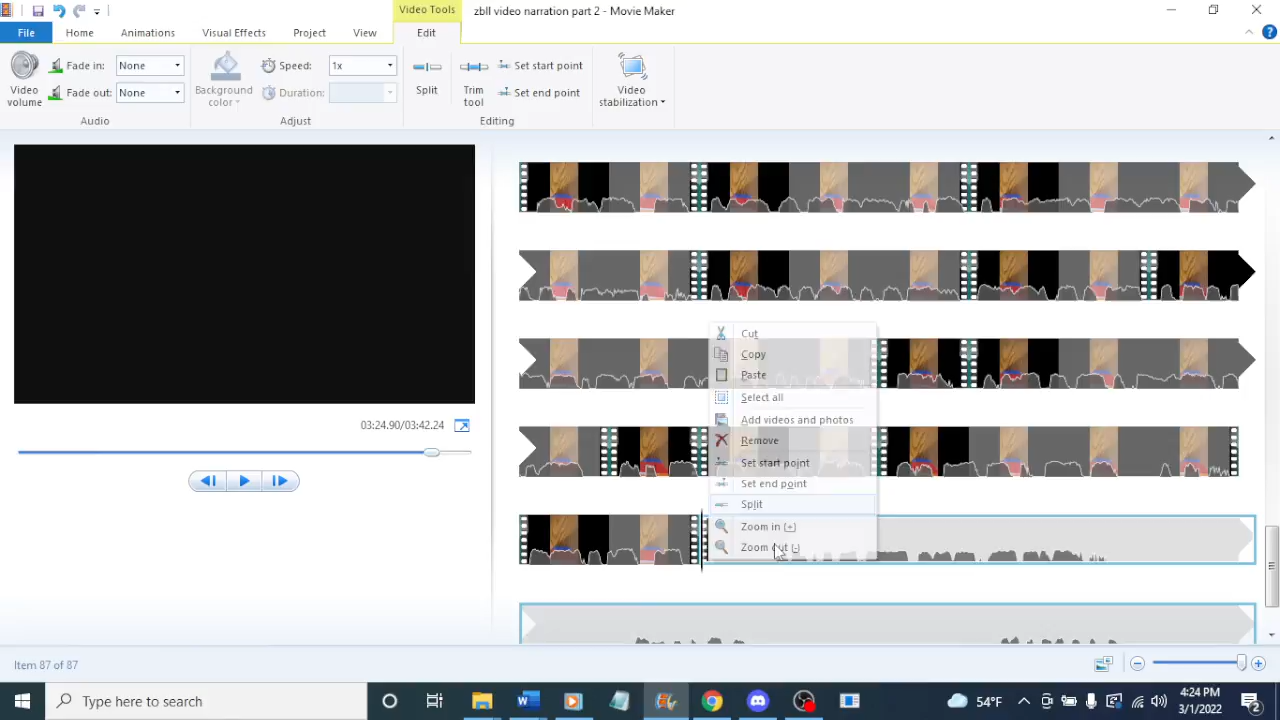 Video Tools
zbll video narration part 2 - Movie Maker
File Home Animations Visual Effects Project View Edit
Video volume
Fade in: None
Fade out: None
Audio
Background color
Speed: 1x
Duration:
Adjust
Split
Trim tool
Set start point
Set end point
Editing
Video stabilization
03:24.90/03:42.24
Cut
Copy
Paste
Select all
Add videos and photos
Remove
Set start point
Set end point
Split
Zoom in (+)
Zoom out (-)
Item 87 of 87
Type here to search
54°F
4:24 PM
3/1/2022
2